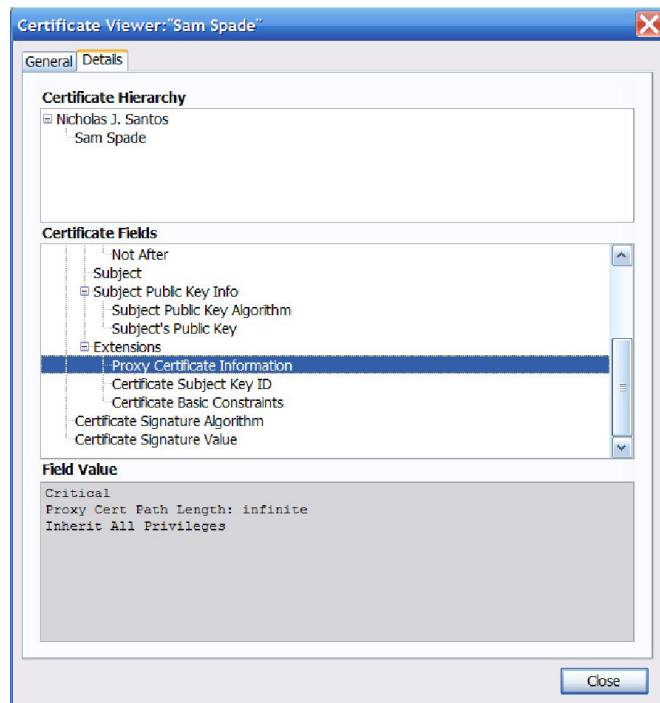 Certificate Viewer:"Sam Spade"
General Details
Certificate Hierarchy
Nicholas J. Santos
Sam Spade
Certificate Fields
Not After
Subject
Subject Public Key Info
Subject Public Key Algorithm
Subject's Public Key
Extensions
Proxy Certificate Information
Certificate Subject Key ID
Certificate Basic Constraints
Certificate Signature Algorithm
Certificate Signature Value
Field Value
Critical
Proxy Cert Path Length: infinite
Inherit All Privileges
Close